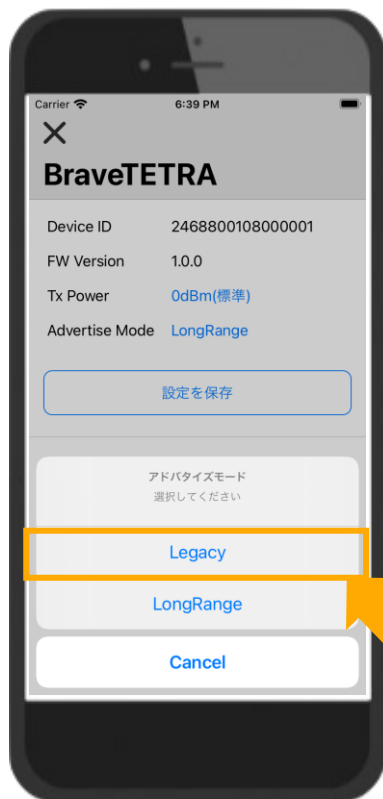 Carrier 6:39 PM
BraveTETRA
Device ID 2468800108000001
FW Version 1.0.0
Tx Power 0dBm(標準)
Advertise Mode LongRange
設定を保存
アドバタイズモード
選択してください
Legacy
LongRange
Cancel